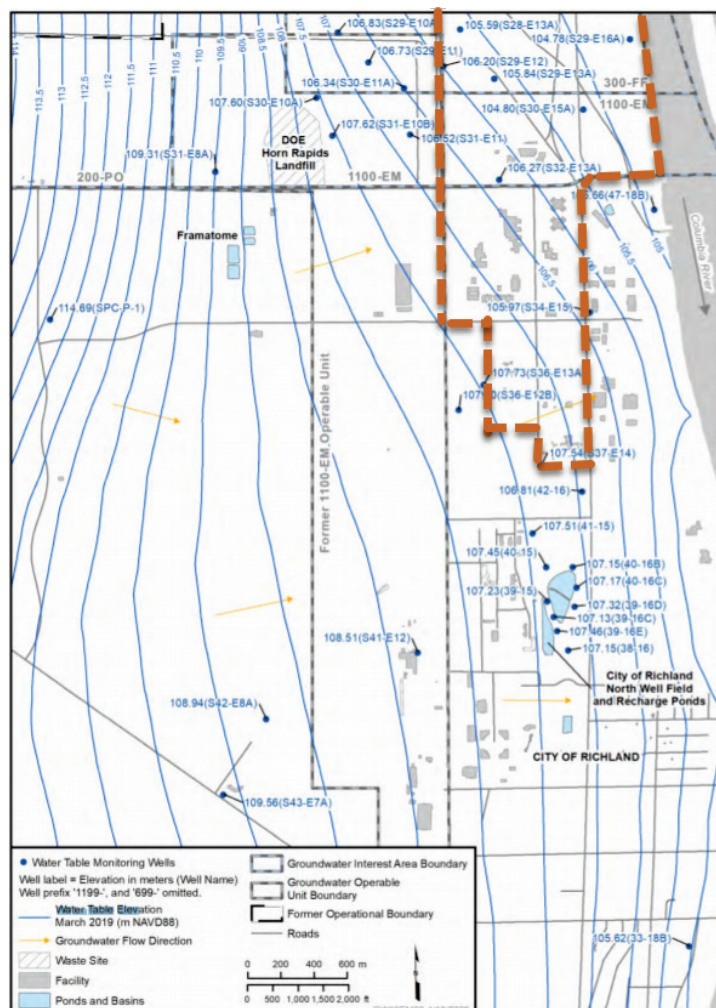 106.83(S29-E10A)
105.59(S28-E13A)
104.78(S29-E16A)
106.73(S29-E11)
106.20(S29-E12)
105.84(S29-E13A)
300-FF
106.34(S30-E11A)
107.60(S30-E10A)
104.80(S30-E15A)
1100-EM
107.62(S31-E10B)
106.52(S31-E11)
DOE
Horn Rapids
Landfill
109.31(S31-E8A)
106.27(S32-E13A)
200-PO
1100-EM
114
113.5
113
112.5
112
111.5
111
110.5
110
109.5
109
108.5
108
107.5
107
106.5
106
105.5
105
Columbia River
Framatome
114.69(SPC-P-1)
105.97(S34-E15)
107.73(S36-E13A
Former 1100-EM Operable Unit
107.54(S37-E14)
106.81(42-16)
107.51(41-15)
107.45(40-15)
107.15(40-16B)
107.17(40-16C)
107.23(39-15)
107.32(39-16D)
107.13(39-16C)
107.46(39-16E)
107.15(38-16)
108.51(S41-E12)
City of Richland
North Well Field
and Recharge Ponds
108.94(S42-E8A)
CITY OF RICHLAND
109.56(S43-E7A)
105.62(33-18B)
Water Table Monitoring Wells
Well label = Elevation in meters (Well Name)
Well prefix '1199-', and '699-' omitted.
Water Table Elevation
March 2019 (m NAVD88)
Groundwater Flow Direction
Waste Site
Facility
Ponds and Basins
Groundwater Interest Area Boundary
Groundwater Operable
Unit Boundary
Former Operational Boundary
Roads
0 200 400 600 m
0 500 1,000 1,500 2,000 ft